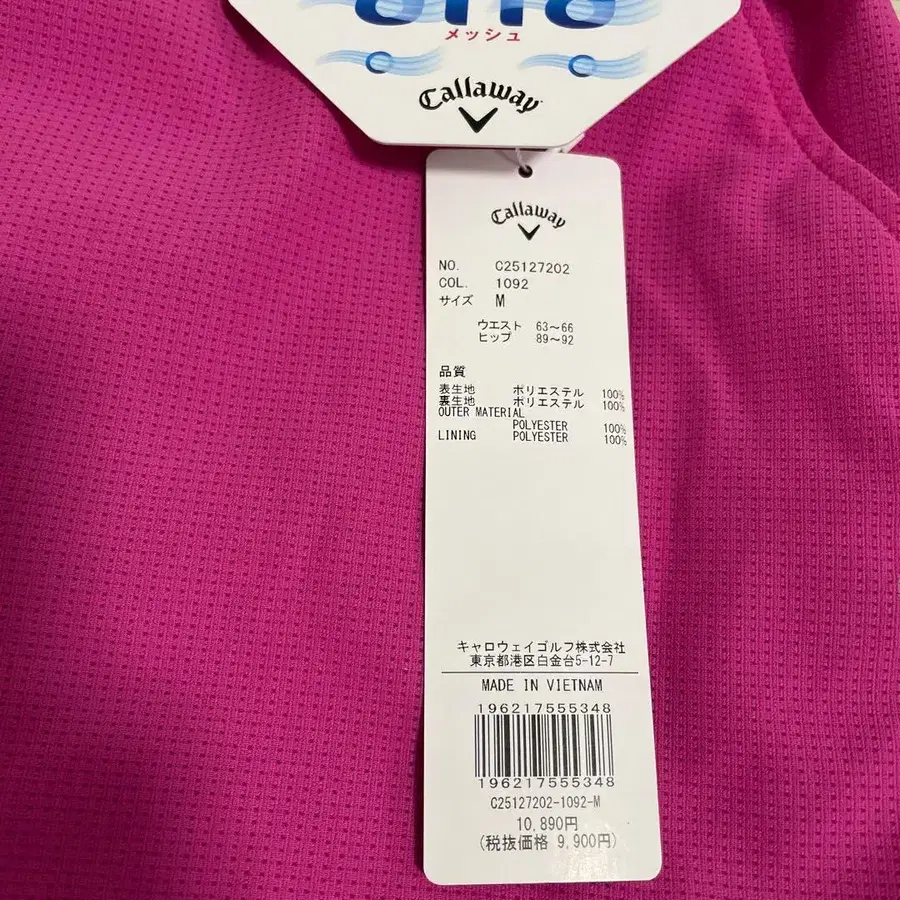 メッシュ
Callaway
Callaway
NO. C25127202
COL. 1092
サイズ M
ウエスト 63～66
ヒップ 89～92
品質
表生地 ポリエステル 100%
裏生地 ポリエステル 100%
OUTER MATERIAL
POLYESTER 100%
LINING POLYESTER 100%
キャロウェイゴルフ株式会社
東京都港区白金台5-12-7
MADE IN VIETNAM
196217555348
196217555348
C25127202-1092-M
10,890円
(税抜価格 9,900円)